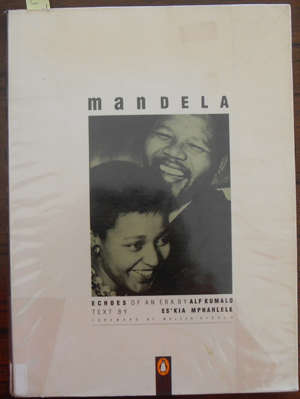 manDELA
ECHOES OF AN ERA BY ALF KUMALO
TEXT BY ES'KIA MPHAHLELE
FOREWORD BY WALTER SISULU